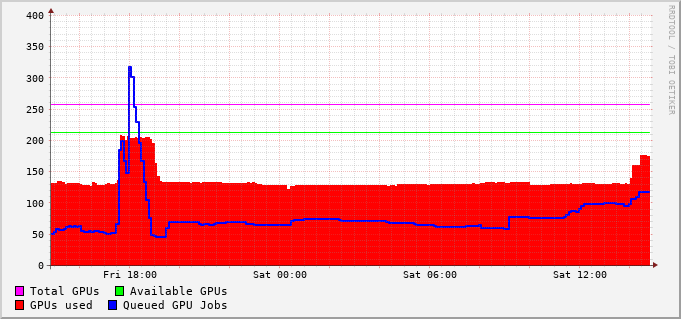 400
350
300
250
200
150
100
50
0
Fri 18:00 Sat 00:00 Sat 06:00 Sat 12:00
Total GPUs Available GPUs
GPUs used Queued GPU Jobs
RRDTOOL / TOBI OETIKER